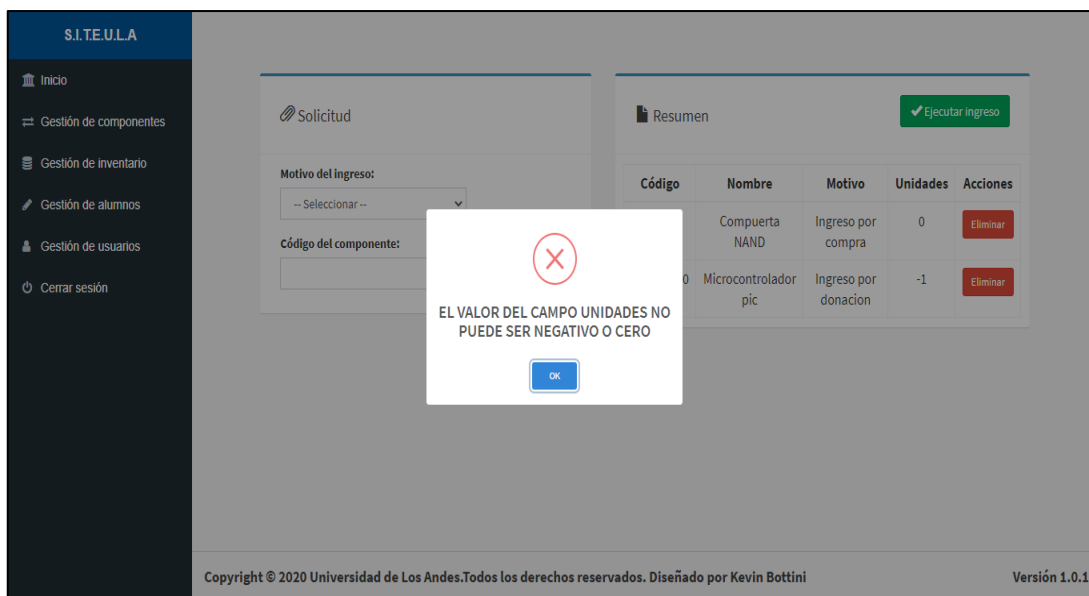 S.I.T.E.U.L.A
Inicio
Gestión de componentes
Gestión de inventario
Gestión de alumnos
Gestión de usuarios
Cerrar sesión
Solicitud
Motivo del ingreso:
-- Seleccionar --
Código del componente:
Resumen
Ejecutar ingreso
Código Nombre Motivo Unidades Acciones
Compuerta Ingreso por 0 Eliminar
NAND compra
0 Microcontrolador Ingreso por -1 Eliminar
pic donacion
EL VALOR DEL CAMPO UNIDADES NO
PUEDE SER NEGATIVO O CERO
OK
Copyright © 2020 Universidad de Los Andes.Todos los derechos reservados. Diseñado por Kevin Bottini Versión 1.0.1